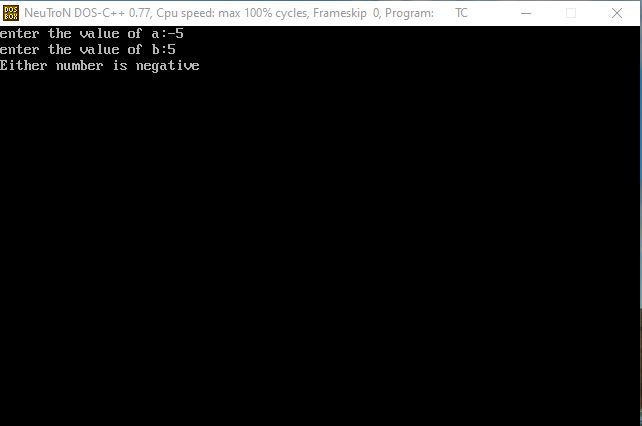 DOS BOX NeuTroN DOS-C++ 0.77, Cpu speed: max 100% cycles, Frameskip 0, Program: TC
enter the value of a:-5
enter the value of b:5
Either number is negative